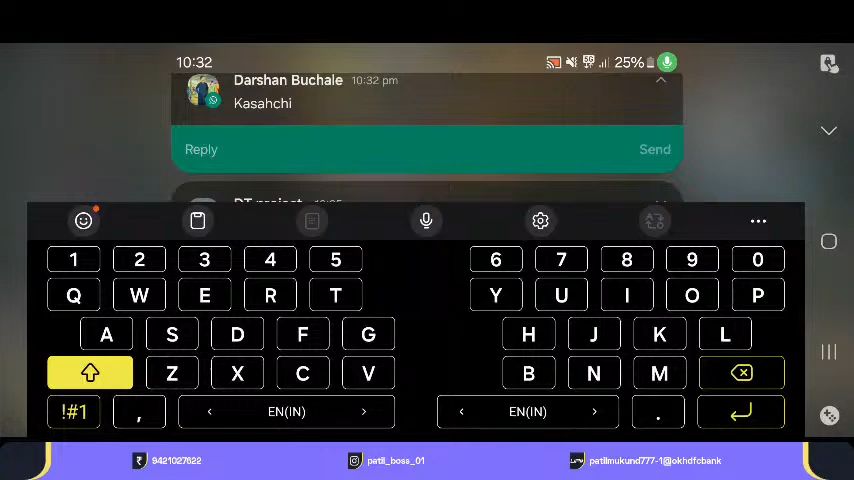 10:32
25%
Darshan Buchale 10:32 pm
Kasahchi
Reply Send
1 2 3 4 5 6 7 8 9 0
Q W E R T Y U I O P
A S D F G H J K L
Z X C V B N M
!#1 , < EN(IN) > < EN(IN) > .
₹ 9421027622 patil_boss_01 patilmukund777-1@okhdfcbank